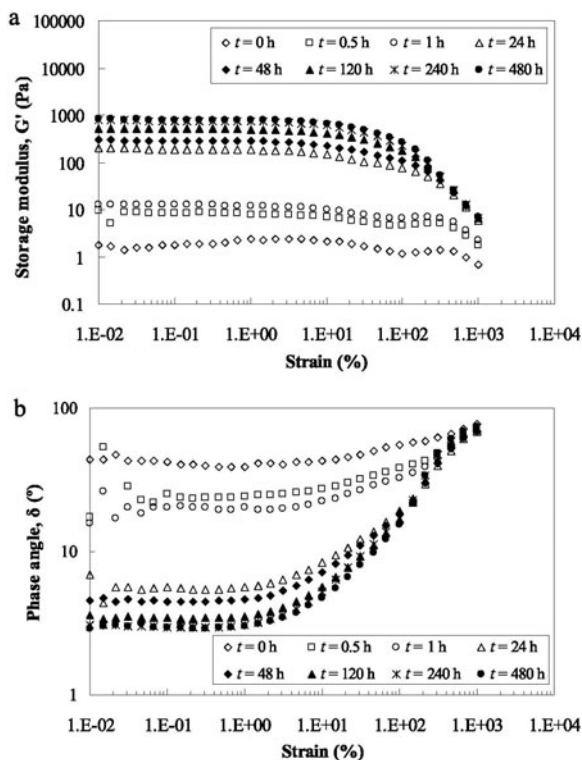 a
100000
10000
1000
100
10
1
0.1
Storage modulus, G' (Pa)
t = 0 h t = 0.5 h t = 1 h t = 24 h
t = 48 h t = 120 h t = 240 h t = 480 h
1.E-02 1.E-01 1.E+00 1.E+01 1.E+02 1.E+03 1.E+04
Strain (%)
b
100
10
1
Phase angle, δ (º)
t = 0 h t = 0.5 h t = 1 h t = 24 h
t = 48 h t = 120 h t = 240 h t = 480 h
1.E-02 1.E-01 1.E+00 1.E+01 1.E+02 1.E+03 1.E+04
Strain (%)